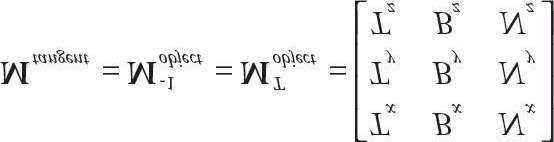 M_tangent = M_object^-1 = M_object^T = [
T_x B_x N_x
T_y B_y N_y
T_z B_z N_z
]